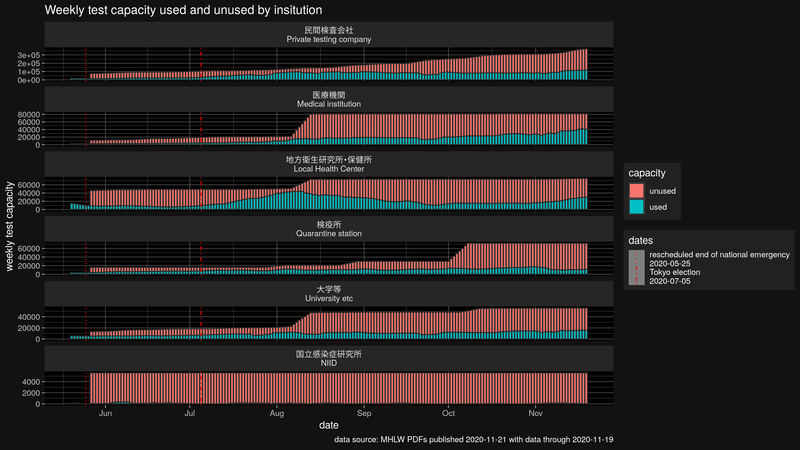 Weekly test capacity used and unused by insitution
民間検査会社
Private testing company
3e+05
2e+05
1e+05
0e+00
医療機関
Medical institution
80000
60000
40000
20000
0
地方衛生研究所・保健所
Local Health Center
60000
40000
20000
0
検疫所
Quarantine station
60000
40000
20000
0
大学等
University etc
40000
20000
0
国立感染症研究所
NIID
4000
2000
0
Jun Jul Aug Sep Oct Nov
date
weekly test capacity
capacity
unused
used
dates
rescheduled end of national emergency
2020-05-25
Tokyo election
2020-07-05
data source: MHLW PDFs published 2020-11-21 with data through 2020-11-19